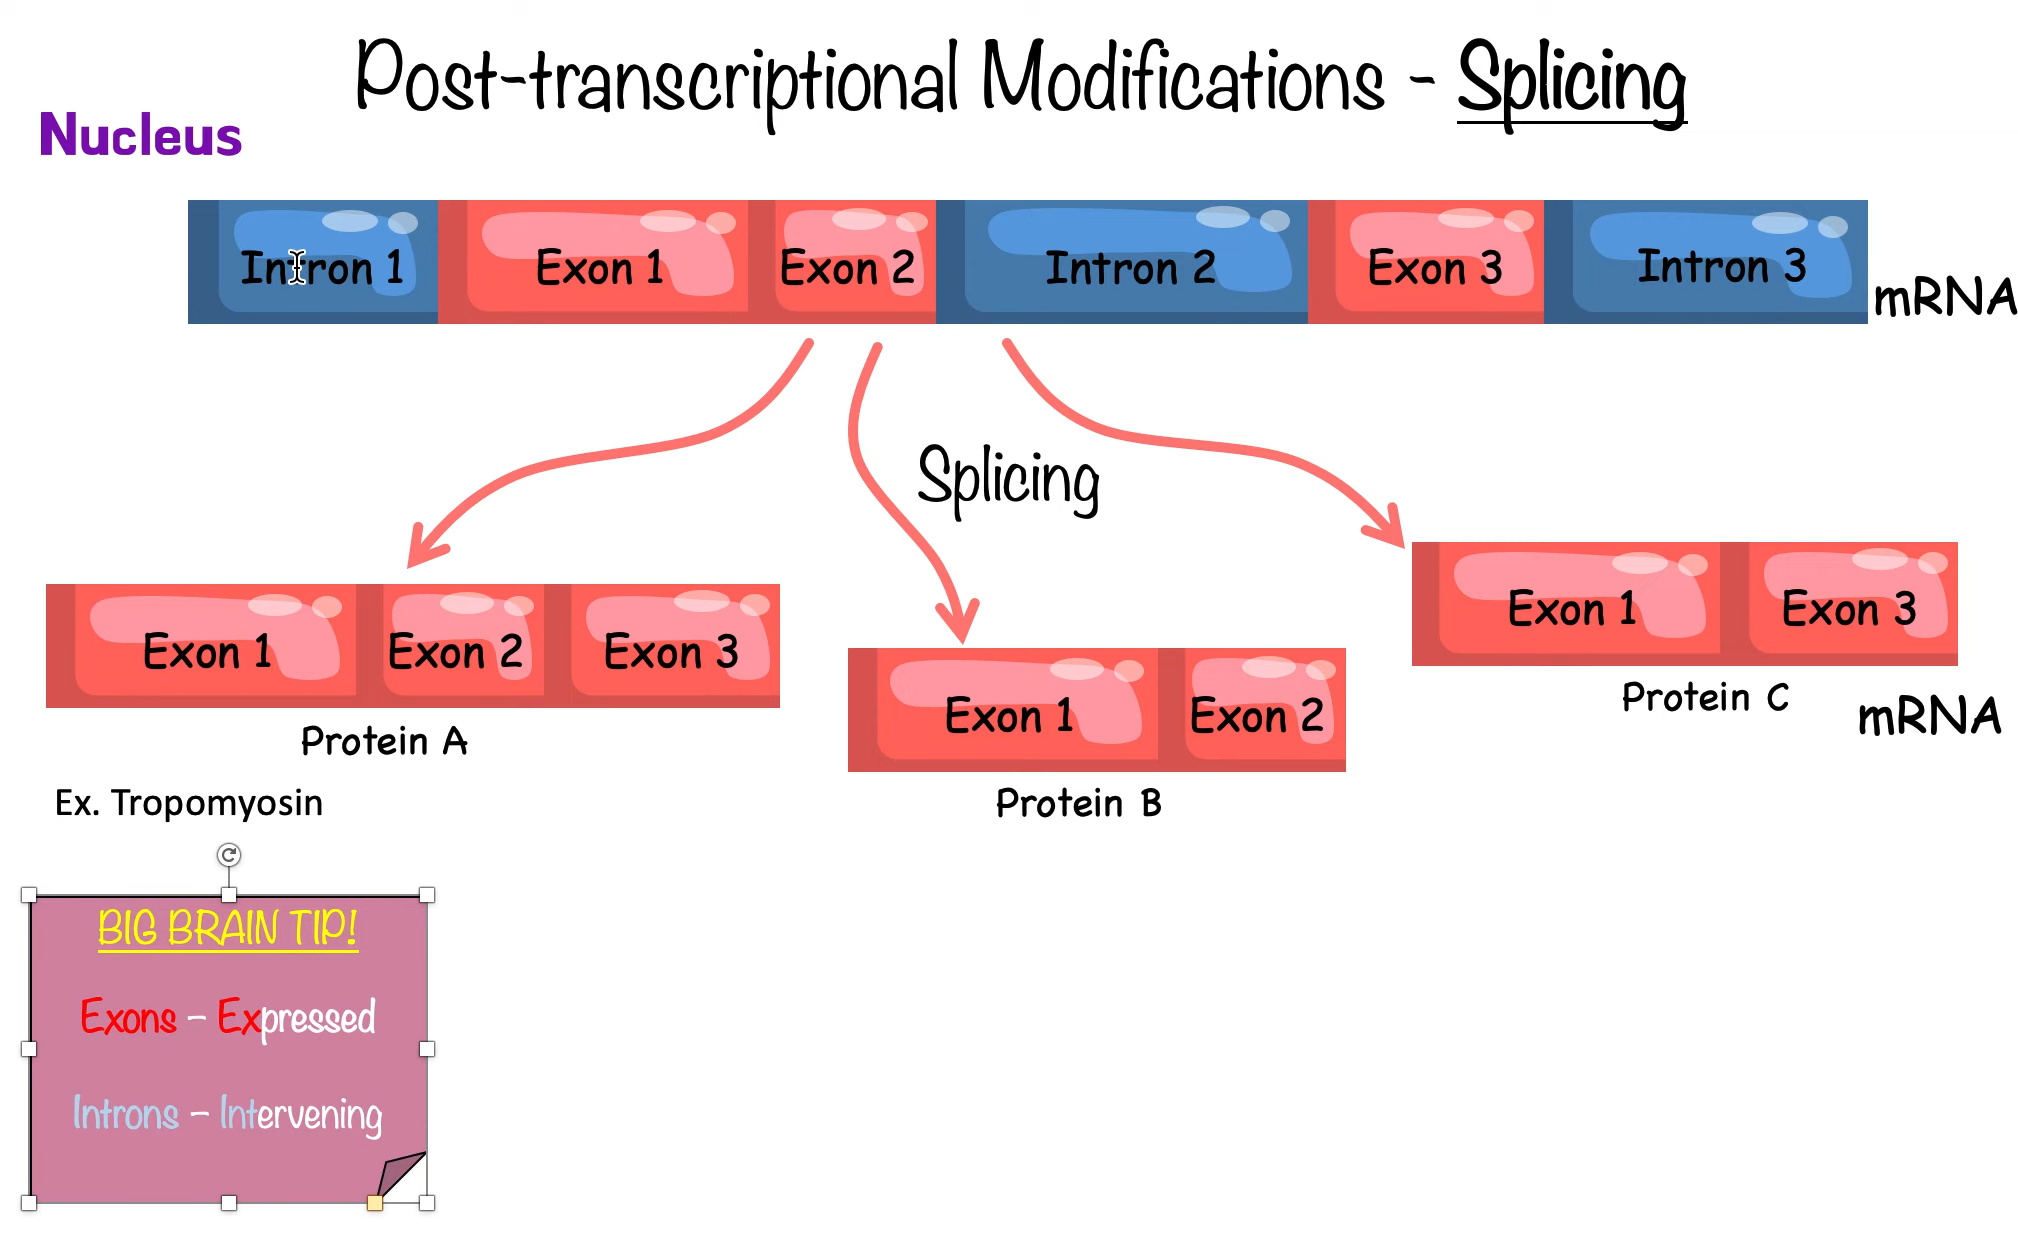 Post-transcriptional Modifications - Splicing
Nucleus
Intron 1 Exon 1 Exon 2 Intron 2 Exon 3 Intron 3
mRNA
Splicing
Exon 1 Exon 3
Exon 1 Exon 2 Exon 3
Protein C
mRNA
Exon 1 Exon 2
Protein A
Protein B
Ex. Tropomyosin
BIG BRAIN TIP!
Exons – Expressed
Introns – Intervening